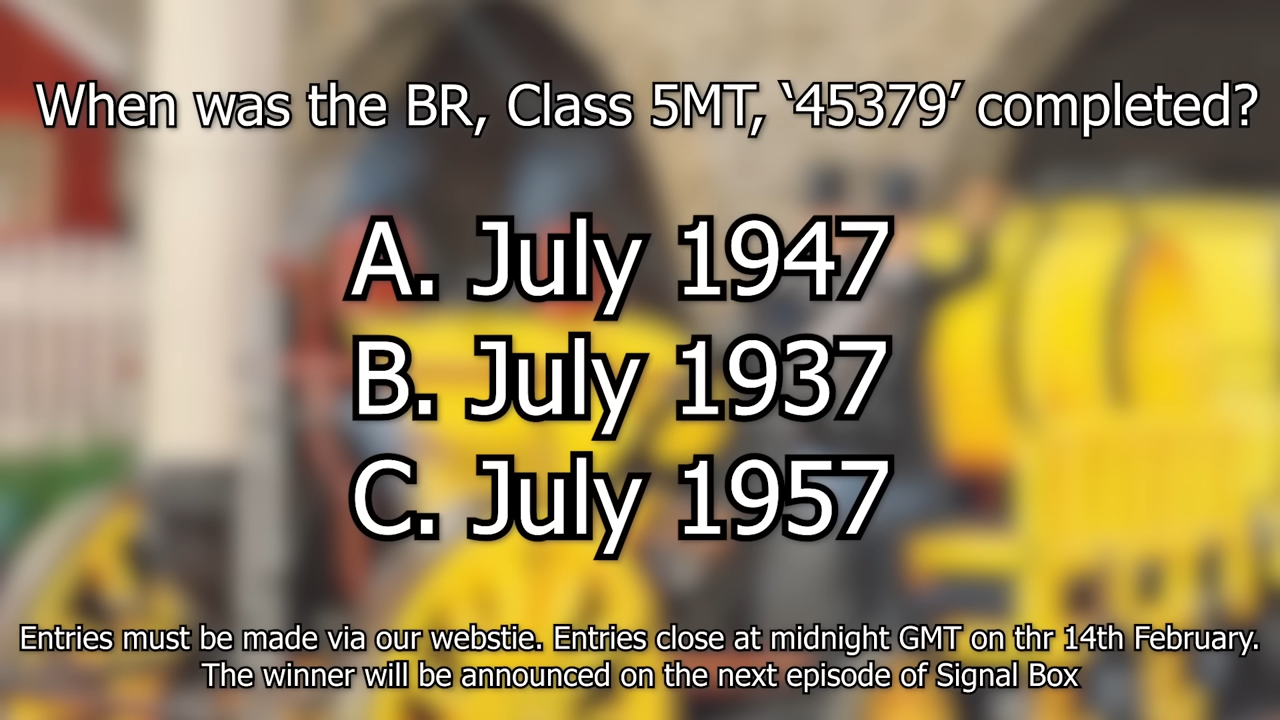 When was the BR, Class 5MT, ‘45379’ completed?
A. July 1947
B. July 1937
C. July 1957
Entries must be made via our webstie. Entries close at midnight GMT on thr 14th February.
The winner will be announced on the next episode of Signal Box